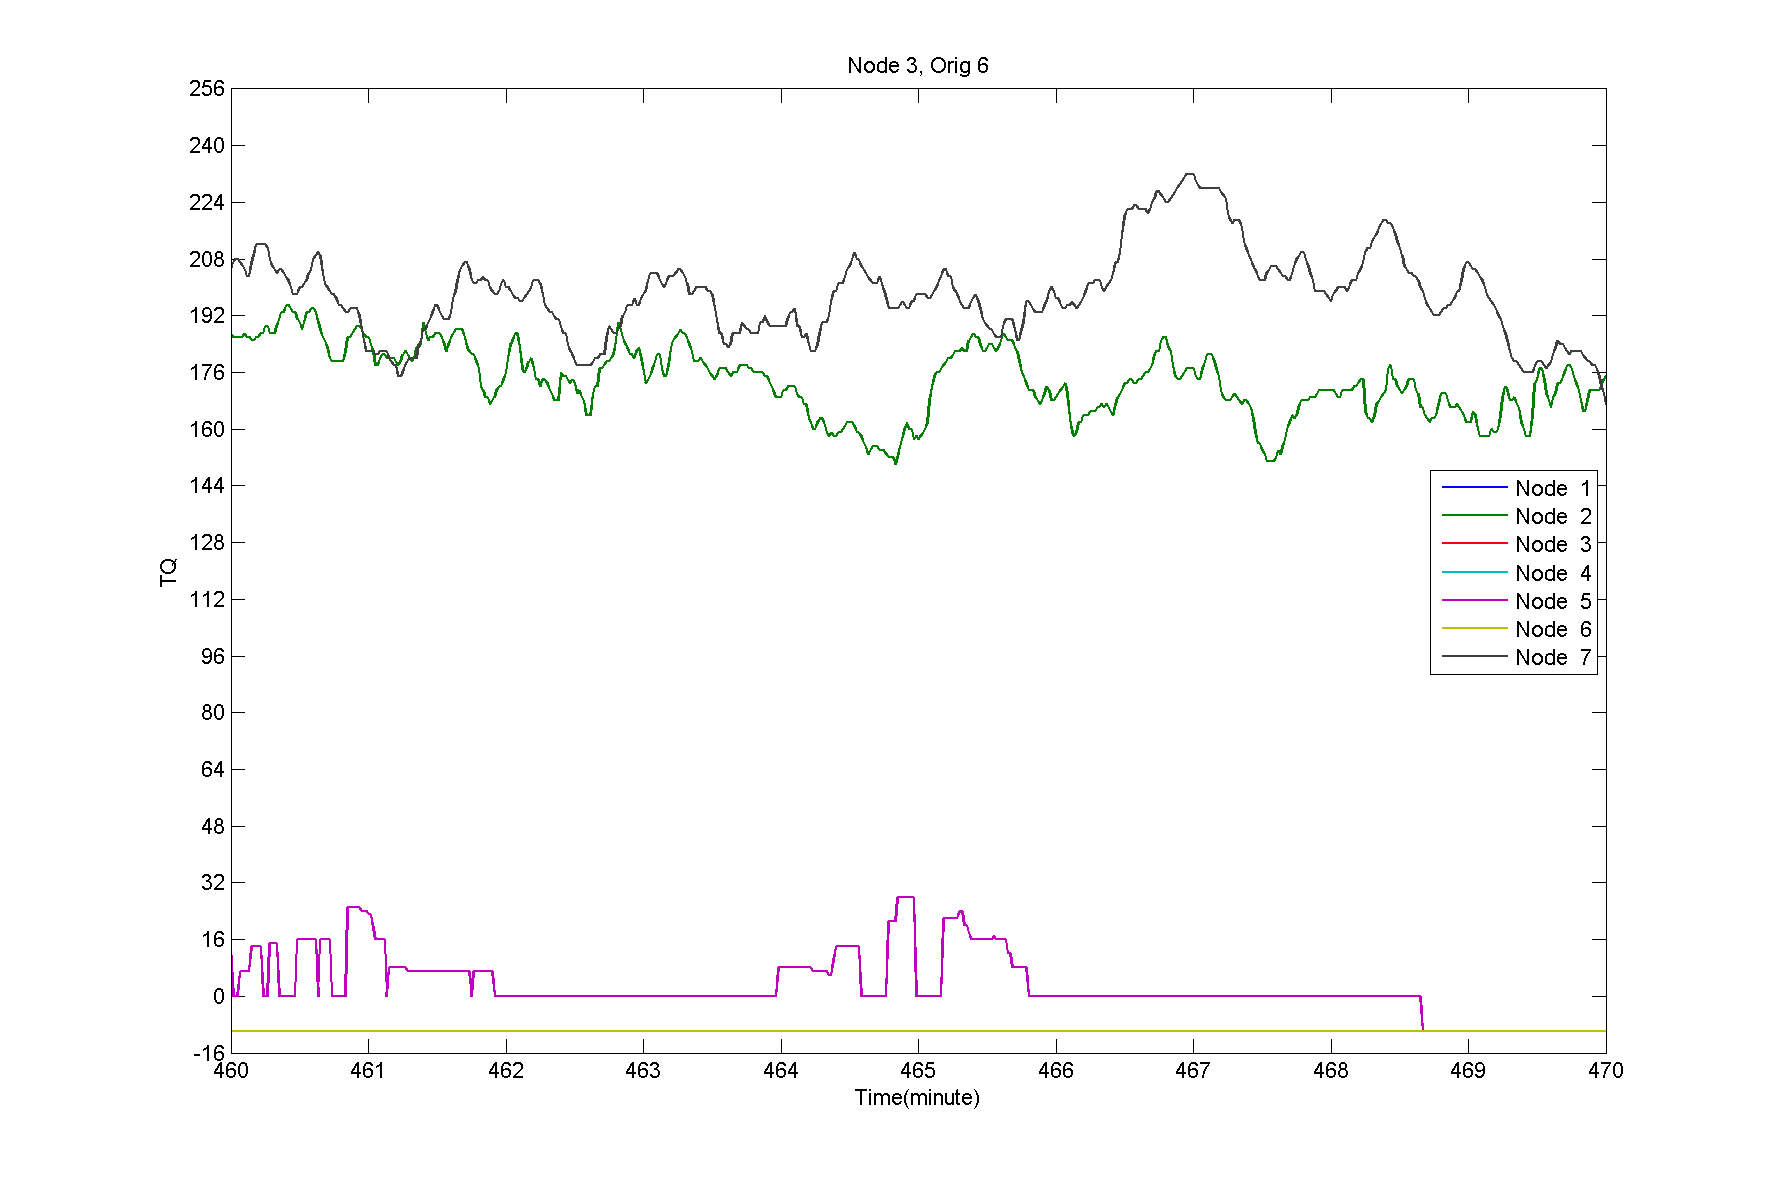 Node 3, Orig 6
256
240
224
208
192
176
160
144
128
112
96
80
64
48
32
16
0
-16
TQ
Node 1
Node 2
Node 3
Node 4
Node 5
Node 6
Node 7
460 461 462 463 464 465 466 467 468 469 470
Time(minute)